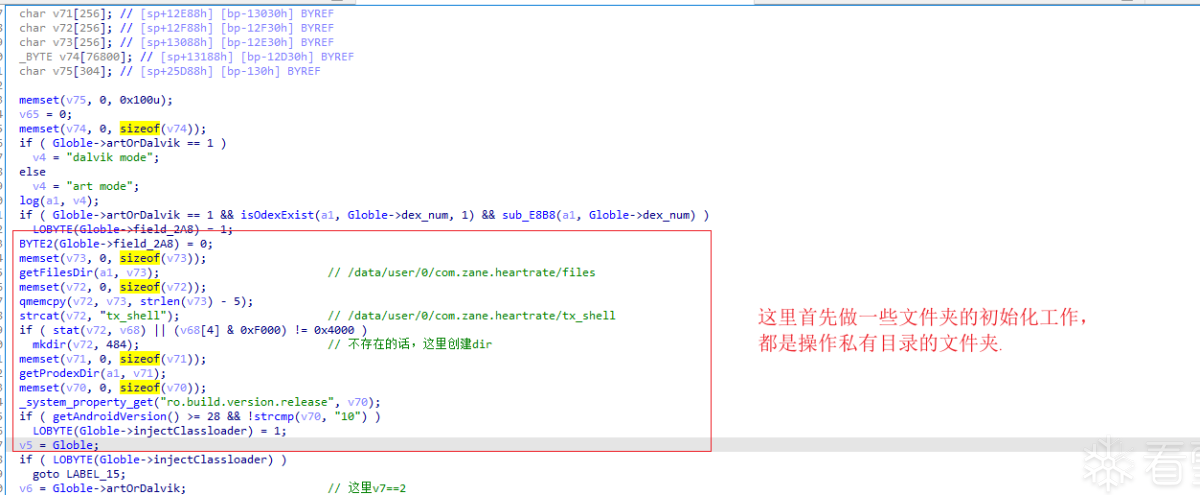 char v71[256]; // [sp+12E88h] [bp-13030h] BYREF
char v72[256]; // [sp+12F88h] [bp-12F30h] BYREF
char v73[256]; // [sp+13088h] [bp-12E30h] BYREF
_BYTE v74[76800]; // [sp+13188h] [bp-12D30h] BYREF
char v75[304]; // [sp+25D88h] [bp-130h] BYREF
memset(v75, 0, 0x100u);
v65 = 0;
memset(v74, 0, sizeof(v74));
if ( Globle->artOrDalvik == 1 )
v4 = "dalvik mode";
else
v4 = "art mode";
log(a1, v4);
if ( Globle->artOrDalvik == 1 && isOdexExist(a1, Globle->dex_num, 1) && sub_E8B8(a1, Globle->dex_num) )
LOBYTE(Globle->field_2A8) = 1;
BYTE2(Globle->field_2A8) = 0;
memset(v73, 0, sizeof(v73));
getFilesDir(a1, v73); // /data/user/0/com.zane.heartrate/files
memset(v72, 0, sizeof(v72));
qmemcpy(v72, v73, strlen(v73) - 5);
strcat(v72, "tx_shell"); // /data/user/0/com.zane.heartrate/tx_shell
if ( stat(v72, v68) || (v68[4] & 0xF000) != 0x4000 )
mkdir(v72, 484); // 不存在的话，这里创建dir
memset(v71, 0, sizeof(v71));
getProdexDir(a1, v71);
memset(v70, 0, sizeof(v70));
_system_property_get("ro.build.version.release", v70);
if ( getAndroidVersion() >= 28 && !strcmp(v70, "10") )
LOBYTE(Globle->injectClassloader) = 1;
v5 = Globle;
if ( LOBYTE(Globle->injectClassloader) )
goto LABEL_15;
v6 = Globle->artOrDalvik; // 这里v7==2
这里首先做一些文件夹的初始化工作，
都是操作私有目录的文件夹.
看